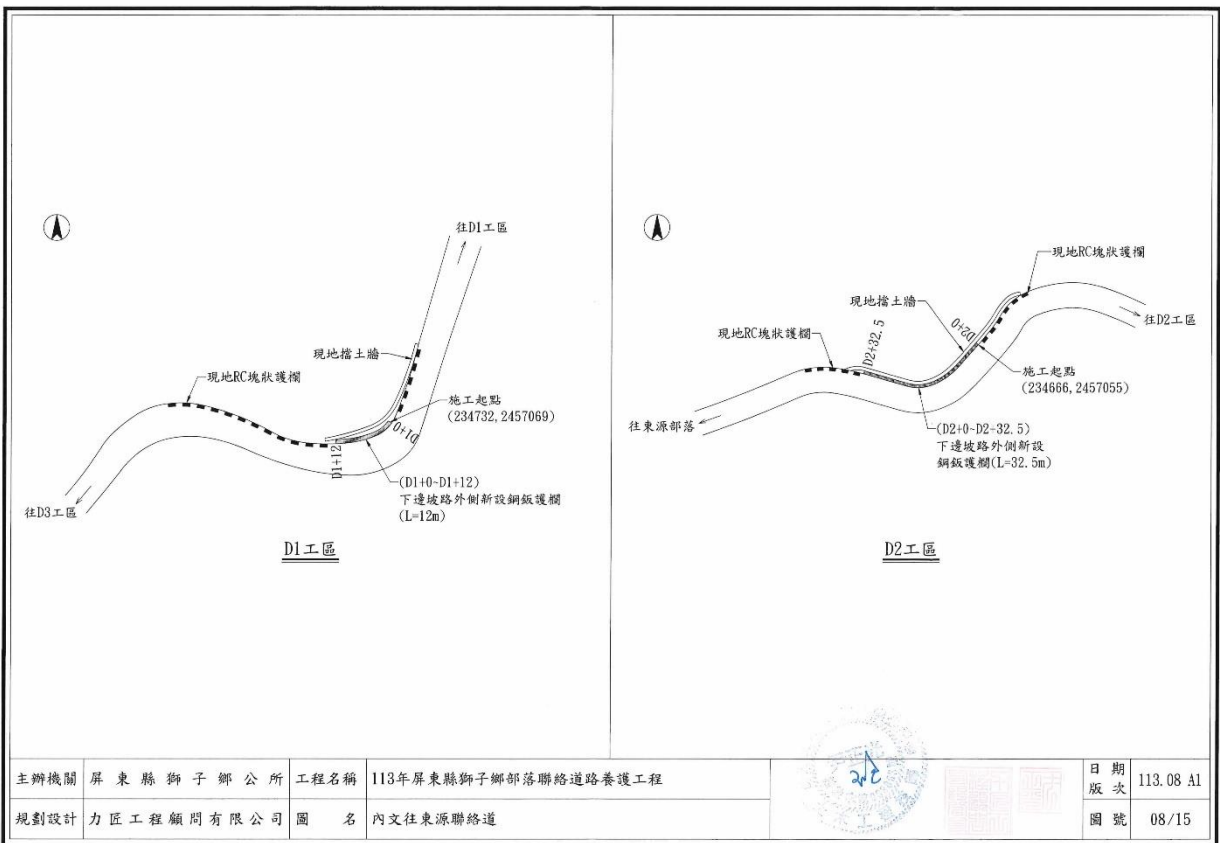 往D1工區
現地擋土牆
現地RC塊狀護欄
施工起點
(234732,2457069)
D1+0
D1+12
(D1+0~D1+12)
下邊坡路外側新設鋼鈑護欄
(L=12m)
往D3工區
D1工區
現地RC塊狀護欄
現地擋土牆
D2+0
D2+32.5
往D2工區
現地RC塊狀護欄
施工起點
(234666,2457055)
往東源部落
(D2+0~D2+32.5)
下邊坡路外側新設
鋼鈑護欄(L=32.5m)
D2工區
主辦機關 屏東縣獅子鄉公所 工程名稱 113年屏東縣獅子鄉部落聯絡道路養護工程 日期版次 113.08 A1
規劃設計 力匠工程顧問有限公司 圖名 內文往東源聯絡道 圖號 08/15